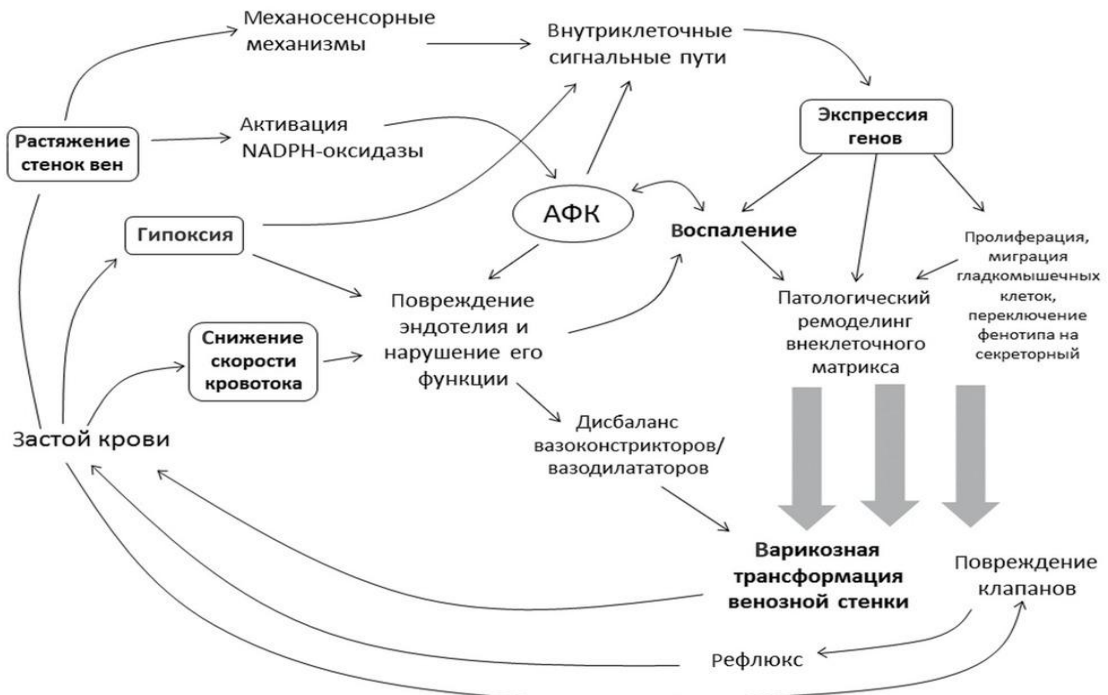 Механосенсорные
механизмы
Внутриклеточные
сигнальные пути
Растяжение
стенок вен
Активация
NADPH-оксидазы
Экспрессия
генов
АФК
Гипоксия
Воспаление
Пролиферация,
миграция
гладкомышечных
клеток,
переключение
фенотипа на
секреторный
Повреждение
эндотелия и
нарушение его
функции
Патологический
ремоделинг
внеклеточного
матрикса
Снижение
скорости
кровотока
Застой крови
Дисбаланс
вазоконстрикторов/
вазодилататоров
Варикозная
трансформация
венозной стенки
Повреждение
клапанов
Рефлюкс